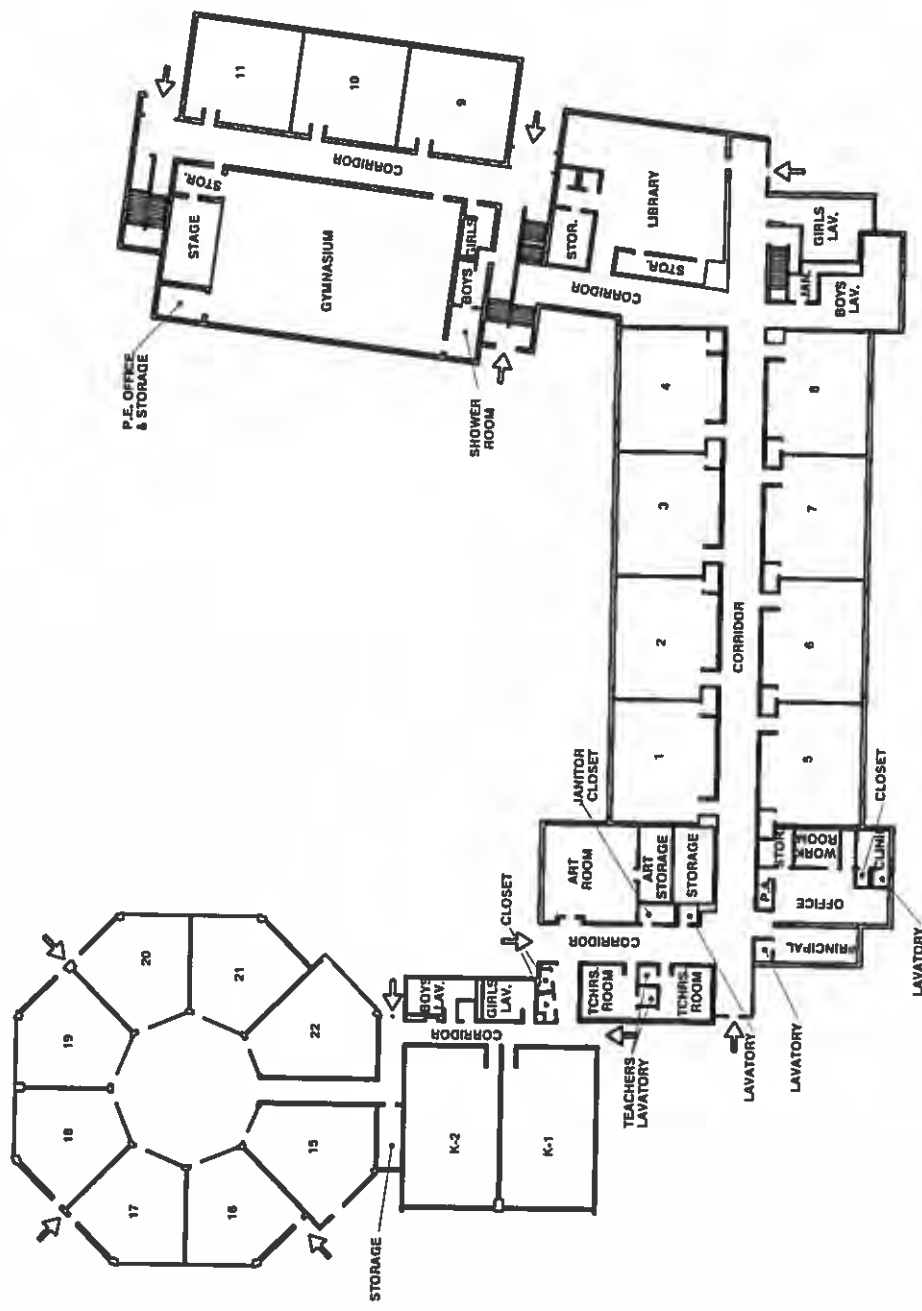 19
18
20
17
21
16
22
15
STORAGE
K-2
K-1
CORRIDOR
BOYS
LAV.
GIRLS
LAV.
CLOSET
TEACHERS
LAVATORY
TCHRS.
ROOM
TCHRS.
ROOM
LAVATORY
LAVATORY
CORRIDOR
ART
ROOM
JANITOR
CLOSET
ART
STORAGE
STORAGE
PRINCIPAL
OFFICE
P.A.
STOR
WORK
ROOM
CLINI
CLOSET
LAVATORY
1
2
3
4
CORRIDOR
5
6
7
8
P.E. OFFICE
& STORAGE
STAGE
STOR.
GYMNASIUM
SHOWER
ROOM
BOYS
GIRLS
CORRIDOR
11
10
9
CORRIDOR
STOR.
STOR.
LIBRARY
JAN.
BOYS
LAV.
GIRLS
LAV.